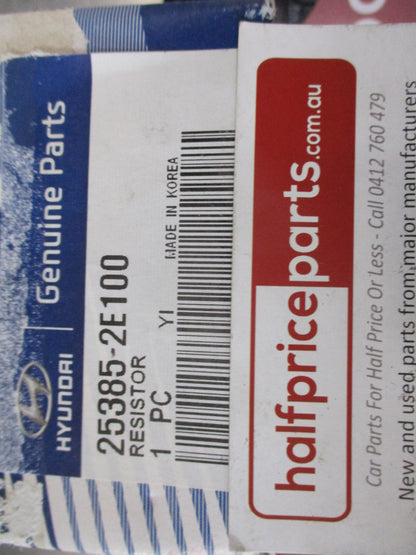 HYUNDAI | Genuine Parts
25385-2E100
RESISTOR
1 PC YI MADE IN KOREA
halfpriceparts.com.au
Car Parts For Half Price Or Less - Call 0412 760 479
New and used parts from major manufacturers